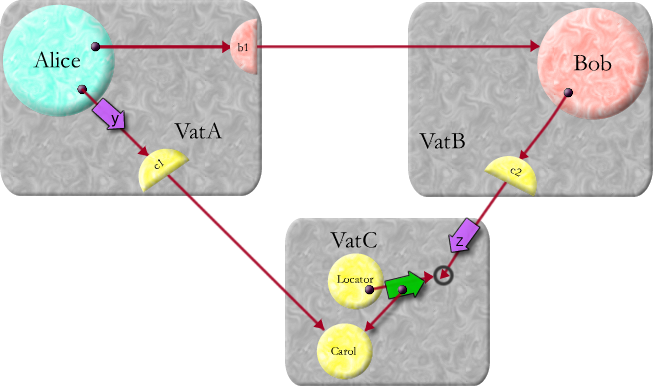 Alice
b1
Bob
y
VatA
c1
VatB
c2
z
VatC
Locator
Carol